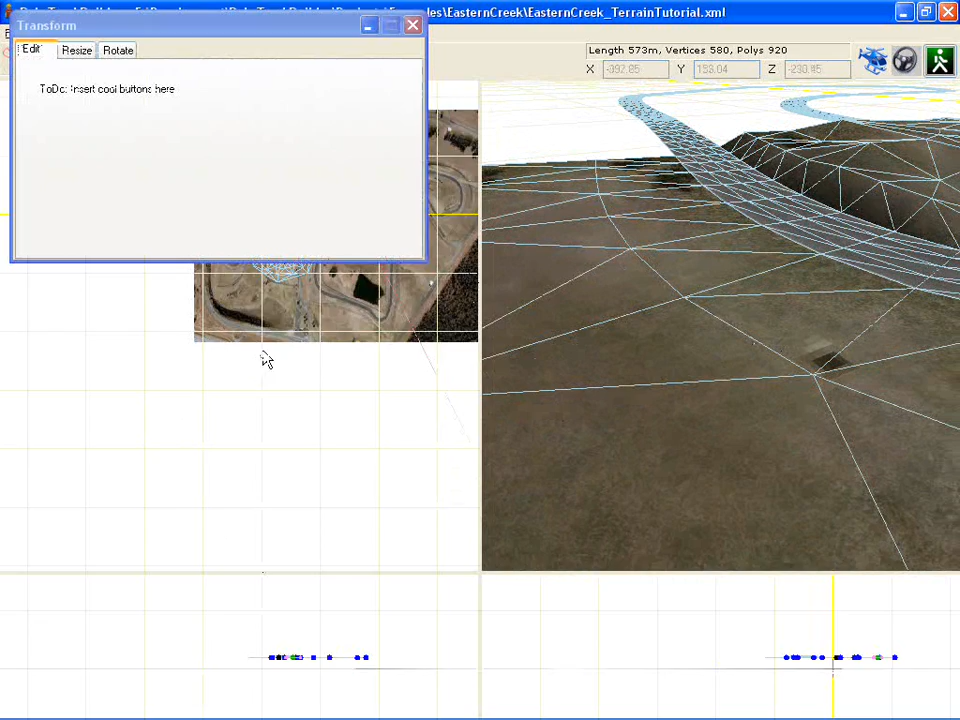 les\EasternCreek\EasternCreek_TerrainTutorial.xml
Transform
Edit Resize Rotate
ToDo: Insert cool buttons here
Length 573m, Vertices 580, Polys 920
X Y Z